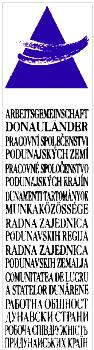 ARBEITSGEMEINSCHAFT
DONAULÄNDER
PRACOVNÍ SPOLEČENSTVÍ
PODUNAJSKÝCH ZEMÍ
PRACOVNÉ SPOLOČENSTVO
PODUNAJSKÝCH KRAJÍN
DUNAMENTI TARTOMÁNYOK
MUNKAKÖZÖSSÉGE
RADNA ZAJEDNICA
PODUNAVSKIH REGIJA
RADNA ZAJEDNICA
PODUNAVSKIH ZEMALJA
COMUNITATEA DE LUCRU
A STATELOR DUNĂRENE
РАБОТНА ОБЩНОСТ
ДУНАВСКИ СТРАНИ
РОБОЧА СПІВДРУЖНІСТЬ
ПРИДУНАЙСЬКИХ КРАЇН